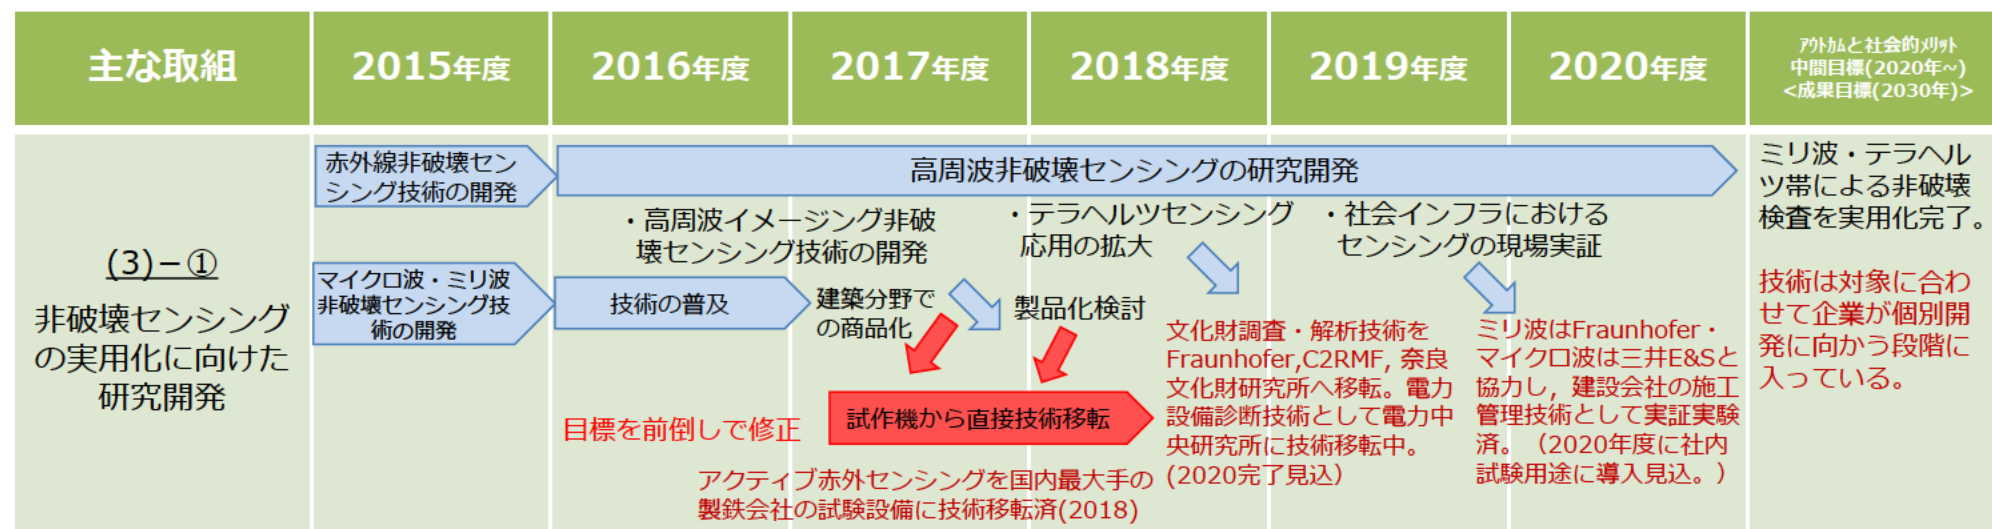 主な取組
2015年度
2016年度
2017年度
2018年度
2019年度
2020年度
ｱｳﾄｶﾑと社会的ﾒﾘｯﾄ
中間目標(2020年~)
<成果目標(2030年)>
(3)－①
非破壊センシング
の実用化に向けた
研究開発
赤外線非破壊セン
シング技術の開発
高周波非破壊センシングの研究開発
・高周波イメージング非破
壊センシング技術の開発
・テラヘルツセンシング
応用の拡大
・社会インフラにおける
センシングの現場実証
マイクロ波・ミリ波
非破壊センシング技
術の開発
技術の普及
建築分野で
の商品化
製品化検討
目標を前倒しで修正
試作機から直接技術移転
アクティブ赤外センシングを国内最大手の
製鉄会社の試験設備に技術移転済(2018)
文化財調査・解析技術を
Fraunhofer,C2RMF, 奈良
文化財研究所へ移転。電力
設備診断技術として電力中
央研究所に技術移転中。
(2020完了見込）
ミリ波はFraunhofer・
マイクロ波は三井E&Sと
協力し，建設会社の施工
管理技術として実証実験
済。（2020年度に社内
試験用途に導入見込。）
ミリ波・テラヘル
ツ帯による非破壊
検査を実用化完了。
技術は対象に合わ
せて企業が個別開
発に向かう段階に
入っている。